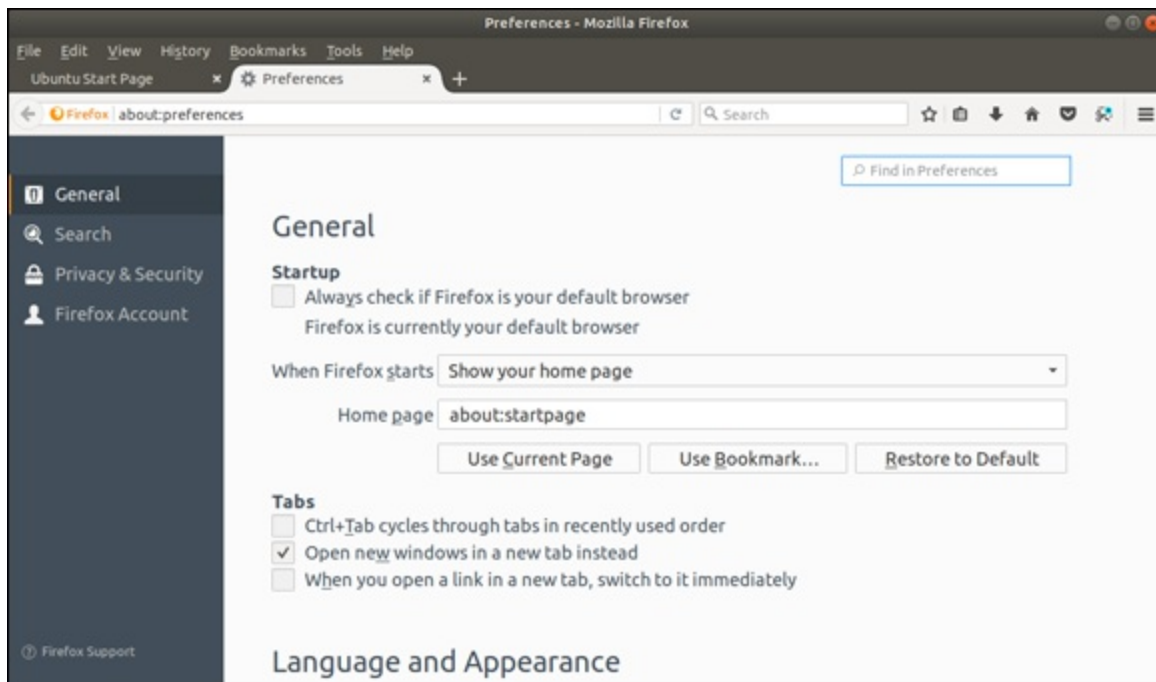 Preferences - Mozilla Firefox
File Edit View History Bookmarks Tools Help
Ubuntu Start Page Preferences
Firefox about:preferences Search
Find in Preferences
General
Search
Privacy & Security
Firefox Account
Firefox Support
General
Startup
Always check if Firefox is your default browser
Firefox is currently your default browser
When Firefox starts Show your home page
Home page about:startpage
Use Current Page Use Bookmark... Restore to Default
Tabs
Ctrl+Tab cycles through tabs in recently used order
Open new windows in a new tab instead
When you open a link in a new tab, switch to it immediately
Language and Appearance